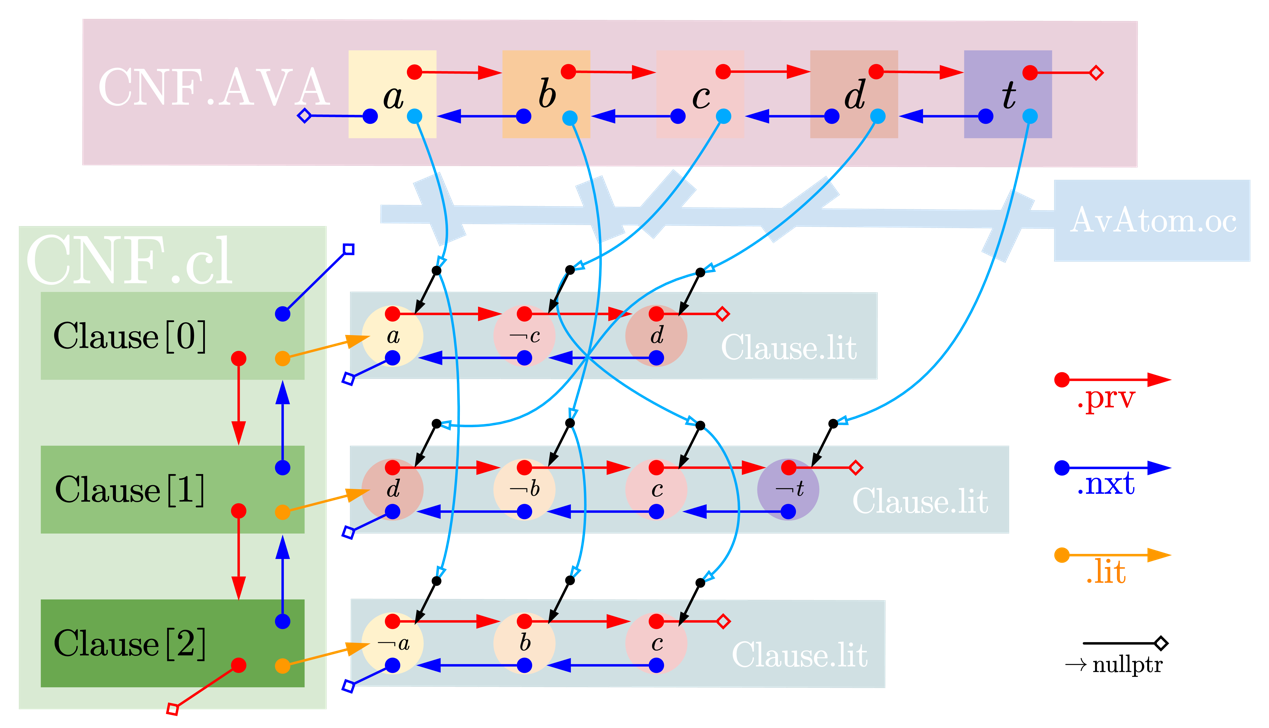 CNF.AVA
a b c d t
AvAtom.oc
CNF.cl
Clause[0]
a ¬c d
Clause.lit
.prv
Clause[1]
d ¬b c ¬t
Clause.lit
.nxt
.lit
Clause[2]
¬a b c
Clause.lit
→nullptr